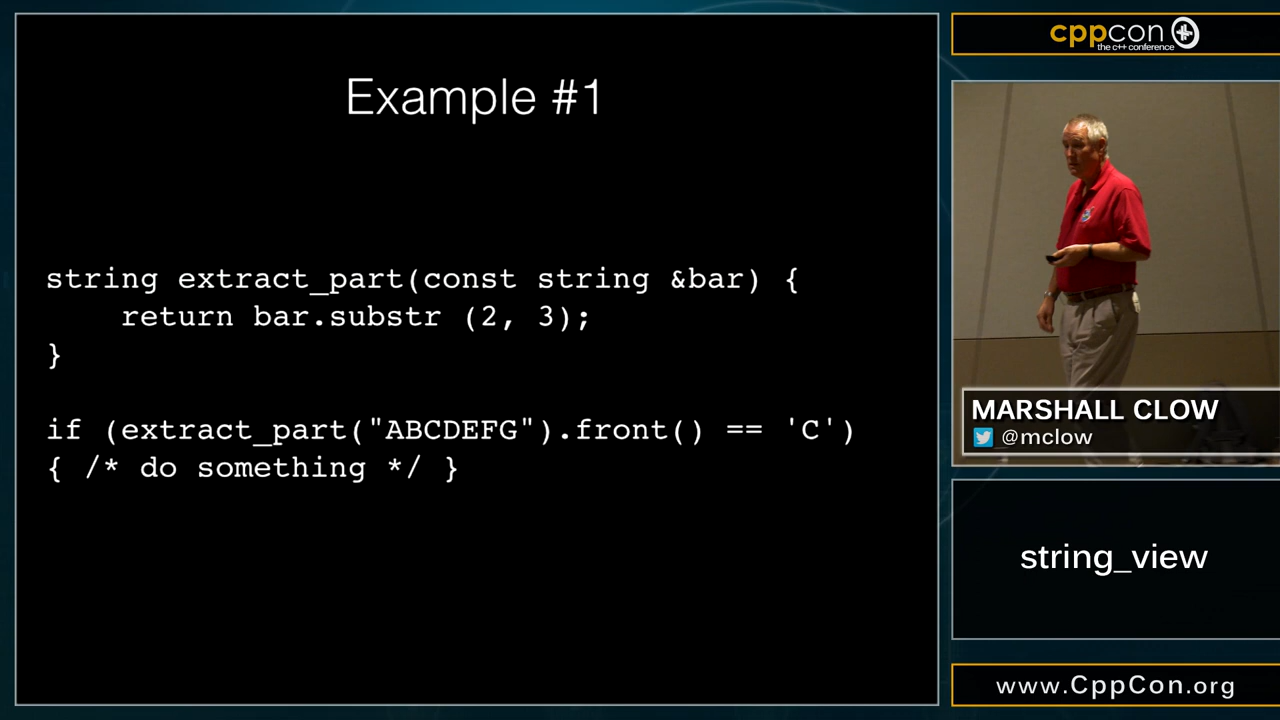 Example #1
string extract_part(const string &bar) {
    return bar.substr (2, 3);
}
if (extract_part("ABCDEFG").front() == 'C')
{ /* do something */ }
cppcon
the c++ conference
MARSHALL CLOW
@mclow
string_view
www.CppCon.org